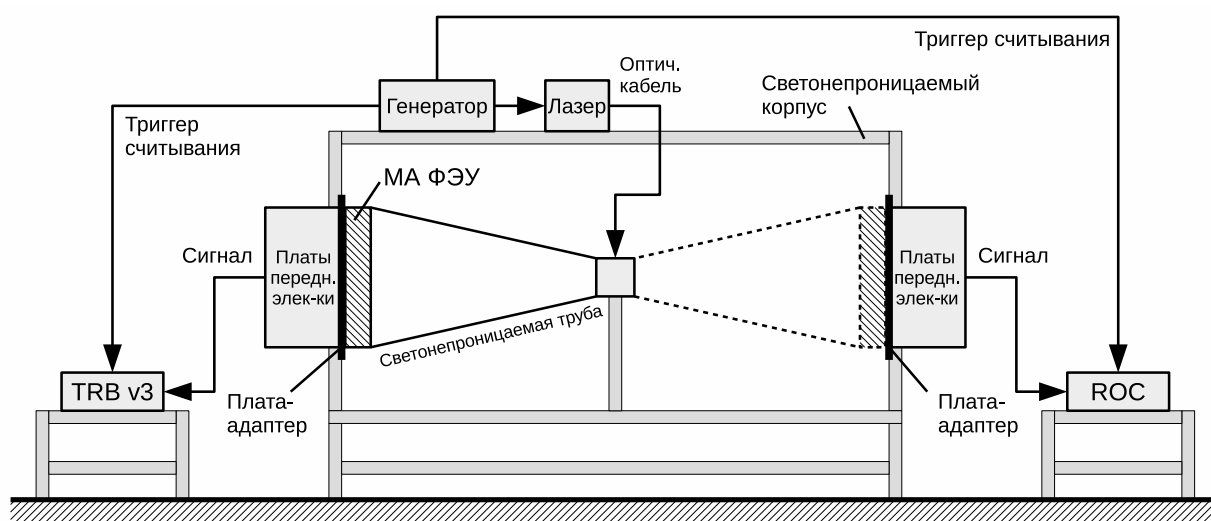 Триггер считывания
Оптич.
кабель
Светонепроницаемый
корпус
Генератор
Лазер
Триггер
считывания
МА ФЭУ
Сигнал
Платы
передн.
элек-ки
Платы
передн.
элек-ки
Сигнал
Светонепроницаемая труба
TRB v3
Плата-
адаптер
Плата-
адаптер
ROC